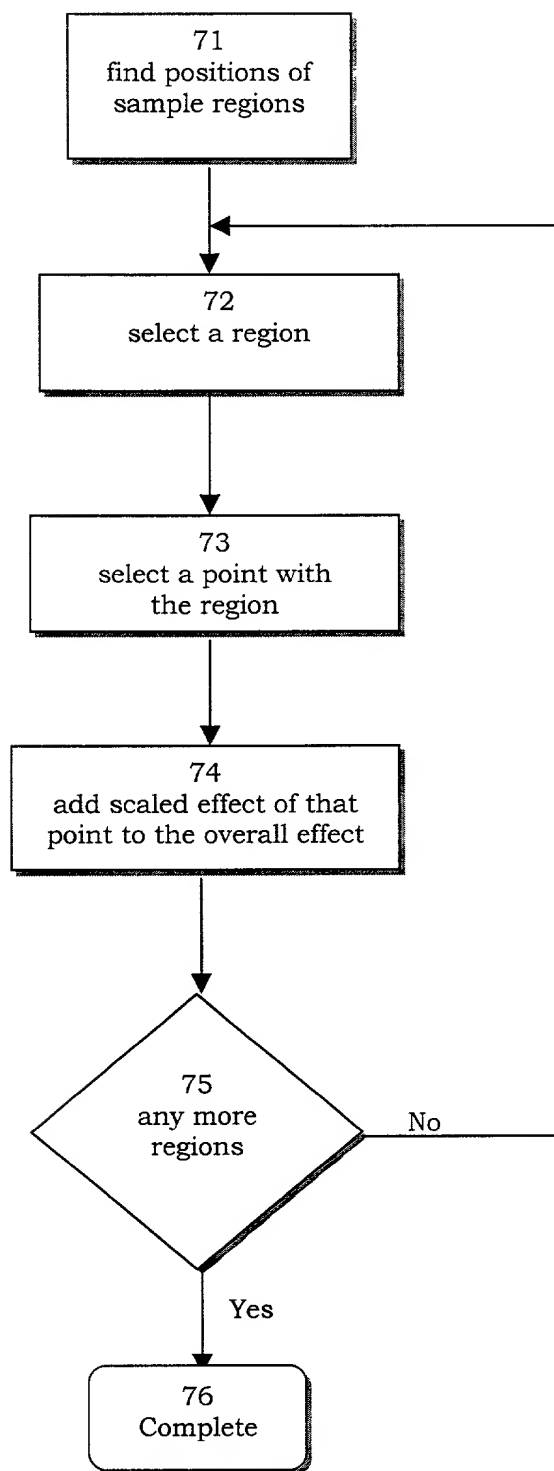 71
find positions of
sample regions
72
select a region
73
select a point with
the region
74
add scaled effect of that
point to the overall effect
75
any more
regions
No
Yes
76
Complete